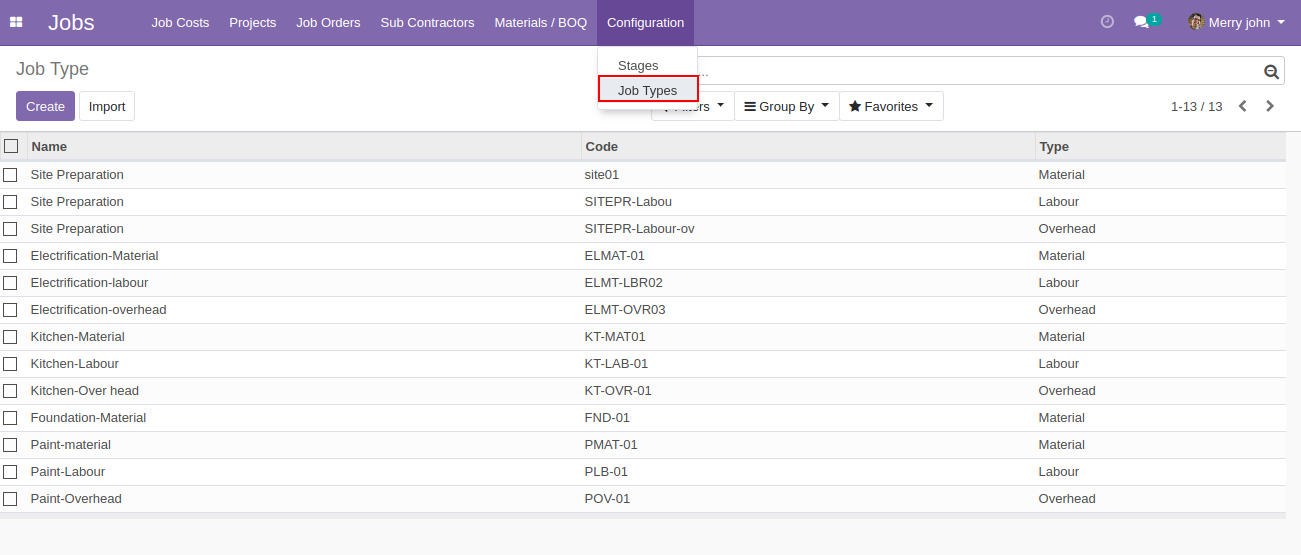 Jobs Job Costs Projects Job Orders Sub Contractors Materials / BOQ Configuration 1 Merry john
Job Type
Stages
...
Job Types
Create Import Group By Favorites 1-13 / 13
Name Code Type
Site Preparation site01 Material
Site Preparation SITEPR-Labou Labour
Site Preparation SITEPR-Labour-ov Overhead
Electrification-Material ELMAT-01 Material
Electrification-labour ELMT-LBR02 Labour
Electrification-overhead ELMT-OVR03 Overhead
Kitchen-Material KT-MAT01 Material
Kitchen-Labour KT-LAB-01 Labour
Kitchen-Over head KT-OVR-01 Overhead
Foundation-Material FND-01 Material
Paint-material PMAT-01 Material
Paint-Labour PLB-01 Labour
Paint-Overhead POV-01 Overhead